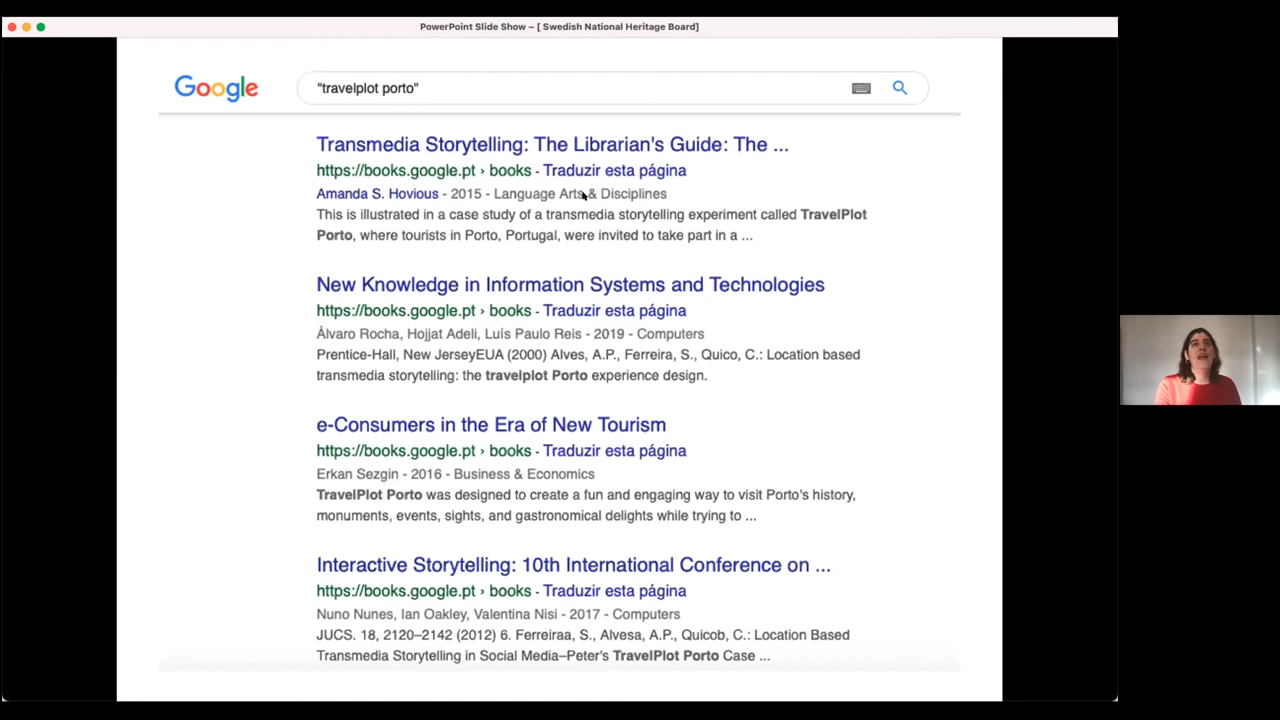 PowerPoint Slide Show – [ Swedish National Heritage Board]
Google
"travelplot porto"
Transmedia Storytelling: The Librarian's Guide: The ...
https://books.google.pt › books - Traduzir esta página
Amanda S. Hovious - 2015 - Language Arts & Disciplines
This is illustrated in a case study of a transmedia storytelling experiment called TravelPlot
Porto, where tourists in Porto, Portugal, were invited to take part in a ...
New Knowledge in Information Systems and Technologies
https://books.google.pt › books - Traduzir esta página
Álvaro Rocha, Hojjat Adeli, Luís Paulo Reis - 2019 - Computers
Prentice-Hall, New JerseyEUA (2000) Alves, A.P., Ferreira, S., Quico, C.: Location based
transmedia storytelling: the travelplot Porto experience design.
e-Consumers in the Era of New Tourism
https://books.google.pt › books - Traduzir esta página
Erkan Sezgin - 2016 - Business & Economics
TravelPlot Porto was designed to create a fun and engaging way to visit Porto's history,
monuments, events, sights, and gastronomical delights while trying to ...
Interactive Storytelling: 10th International Conference on ...
https://books.google.pt › books - Traduzir esta página
Nuno Nunes, Ian Oakley, Valentina Nisi - 2017 - Computers
JUCS. 18, 2120–2142 (2012) 6. Ferreiraa, S., Alvesa, A.P., Quicob, C.: Location Based
Transmedia Storytelling in Social Media–Peter's TravelPlot Porto Case ...